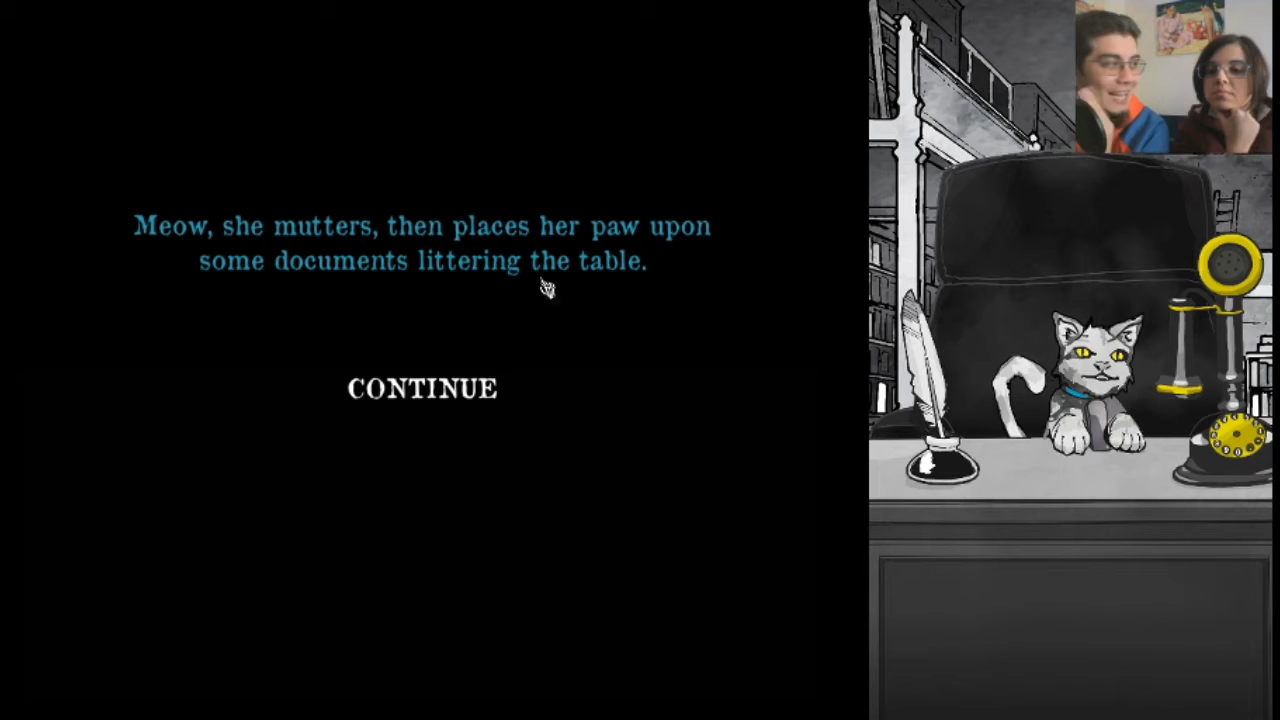 Meow, she mutters, then places her paw upon
some documents littering the table.
CONTINUE